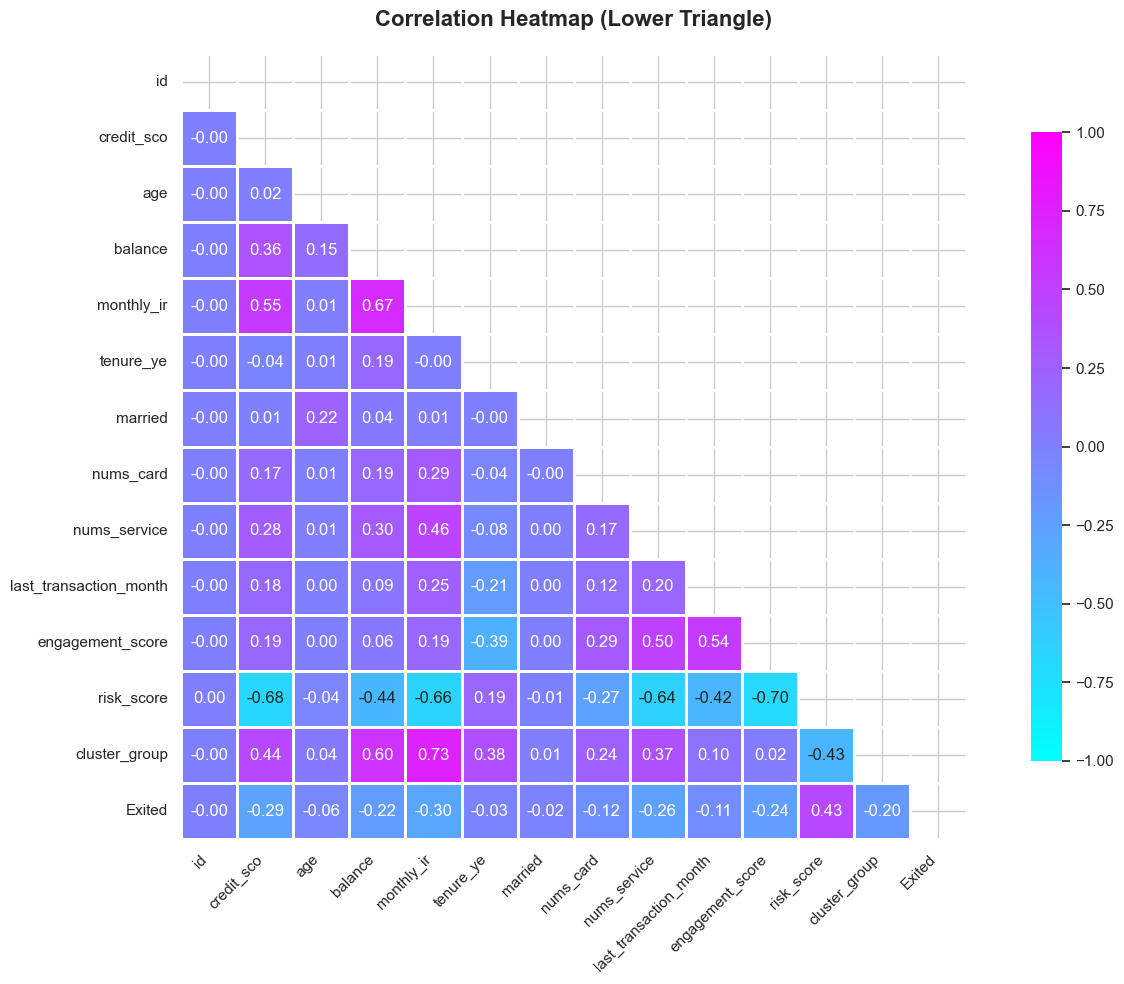 Correlation Heatmap (Lower Triangle)
id
credit_sco -0.00
age -0.00 0.02
balance -0.00 0.36 0.15
monthly_ir -0.00 0.55 0.01 0.67
tenure_ye -0.00 -0.04 0.01 0.19 -0.00
married -0.00 0.01 0.22 0.04 0.01 -0.00
nums_card -0.00 0.17 0.01 0.19 0.29 -0.04 -0.00
nums_service -0.00 0.28 0.01 0.30 0.46 -0.08 0.00 0.17
last_transaction_month -0.00 0.18 0.00 0.09 0.25 -0.21 0.00 0.12 0.20
engagement_score -0.00 0.19 0.00 0.06 0.19 -0.39 0.00 0.29 0.50 0.54
risk_score 0.00 -0.68 -0.04 -0.44 -0.66 0.19 -0.01 -0.27 -0.64 -0.42 -0.70
cluster_group -0.00 0.44 0.04 0.60 0.73 0.38 0.01 0.24 0.37 0.10 0.02 -0.43
Exited -0.00 -0.29 -0.06 -0.22 -0.30 -0.03 -0.02 -0.12 -0.26 -0.11 -0.24 0.43 -0.20
id credit_sco age balance monthly_ir tenure_ye married nums_card nums_service last_transaction_month engagement_score risk_score cluster_group Exited
1.00
0.75
0.50
0.25
0.00
−0.25
−0.50
−0.75
−1.00